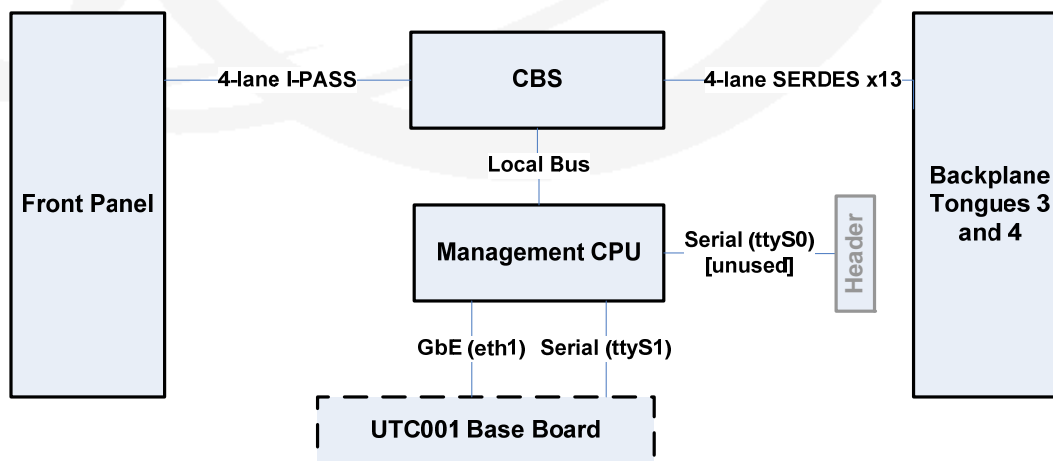 CBS
4-lane I-PASS
4-lane SERDES x13
Local Bus
Front Panel
Backplane
Tongues 3
and 4
Management CPU
Serial (ttyS0)
[unused]
Header
GbE (eth1)
Serial (ttyS1)
UTC001 Base Board